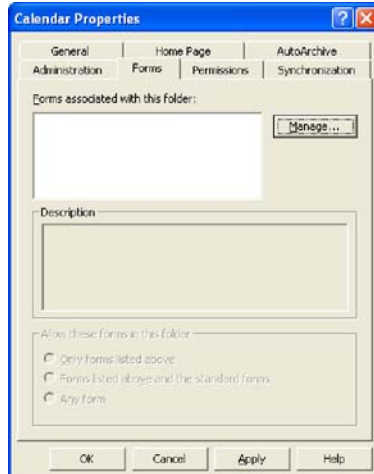 Calendar Properties
General Home Page AutoArchive
Administration Forms Permissions Synchronization
Forms associated with this folder:
Manage...
Description
Allow these forms in this folder
Only forms listed above
Forms listed above and the standard forms
Any form
OK Cancel Apply Help